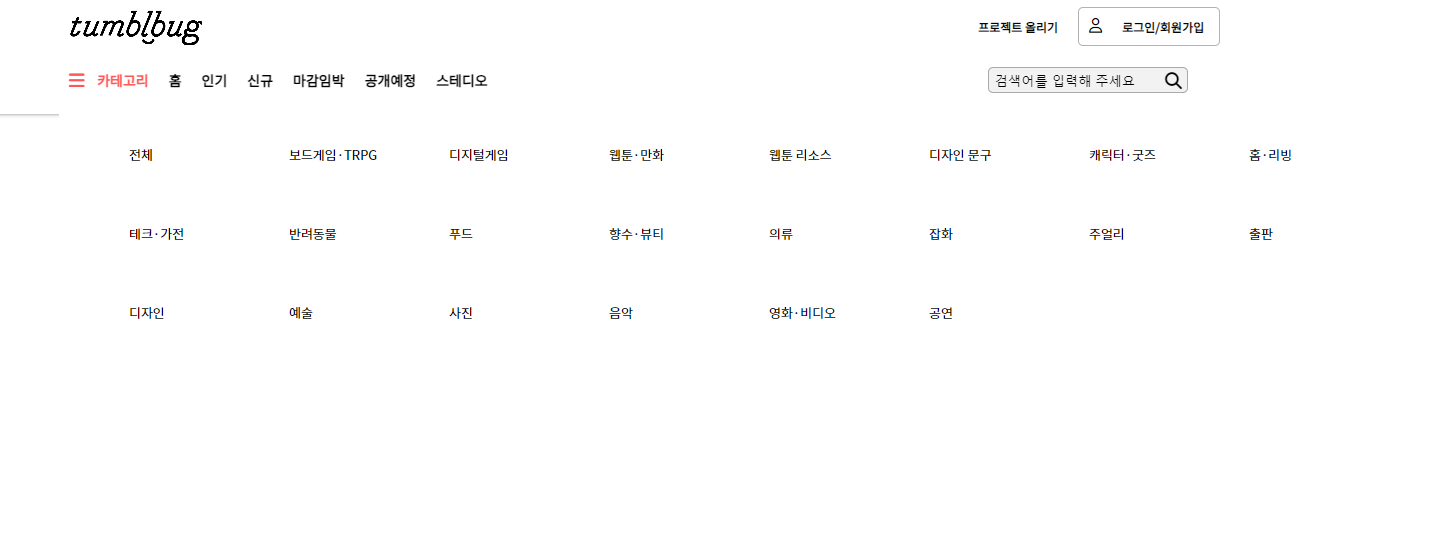 tumblbug
프로젝트 올리기 로그인/회원가입
카테고리 홈 인기 신규 마감임박 공개예정 스테디오 검색어를 입력해 주세요
전체 보드게임·TRPG 디지털게임 웹툰·만화 웹툰 리소스 디자인 문구 캐릭터·굿즈 홈·리빙
테크·가전 반려동물 푸드 향수·뷰티 의류 잡화 주얼리 출판
디자인 예술 사진 음악 영화·비디오 공연